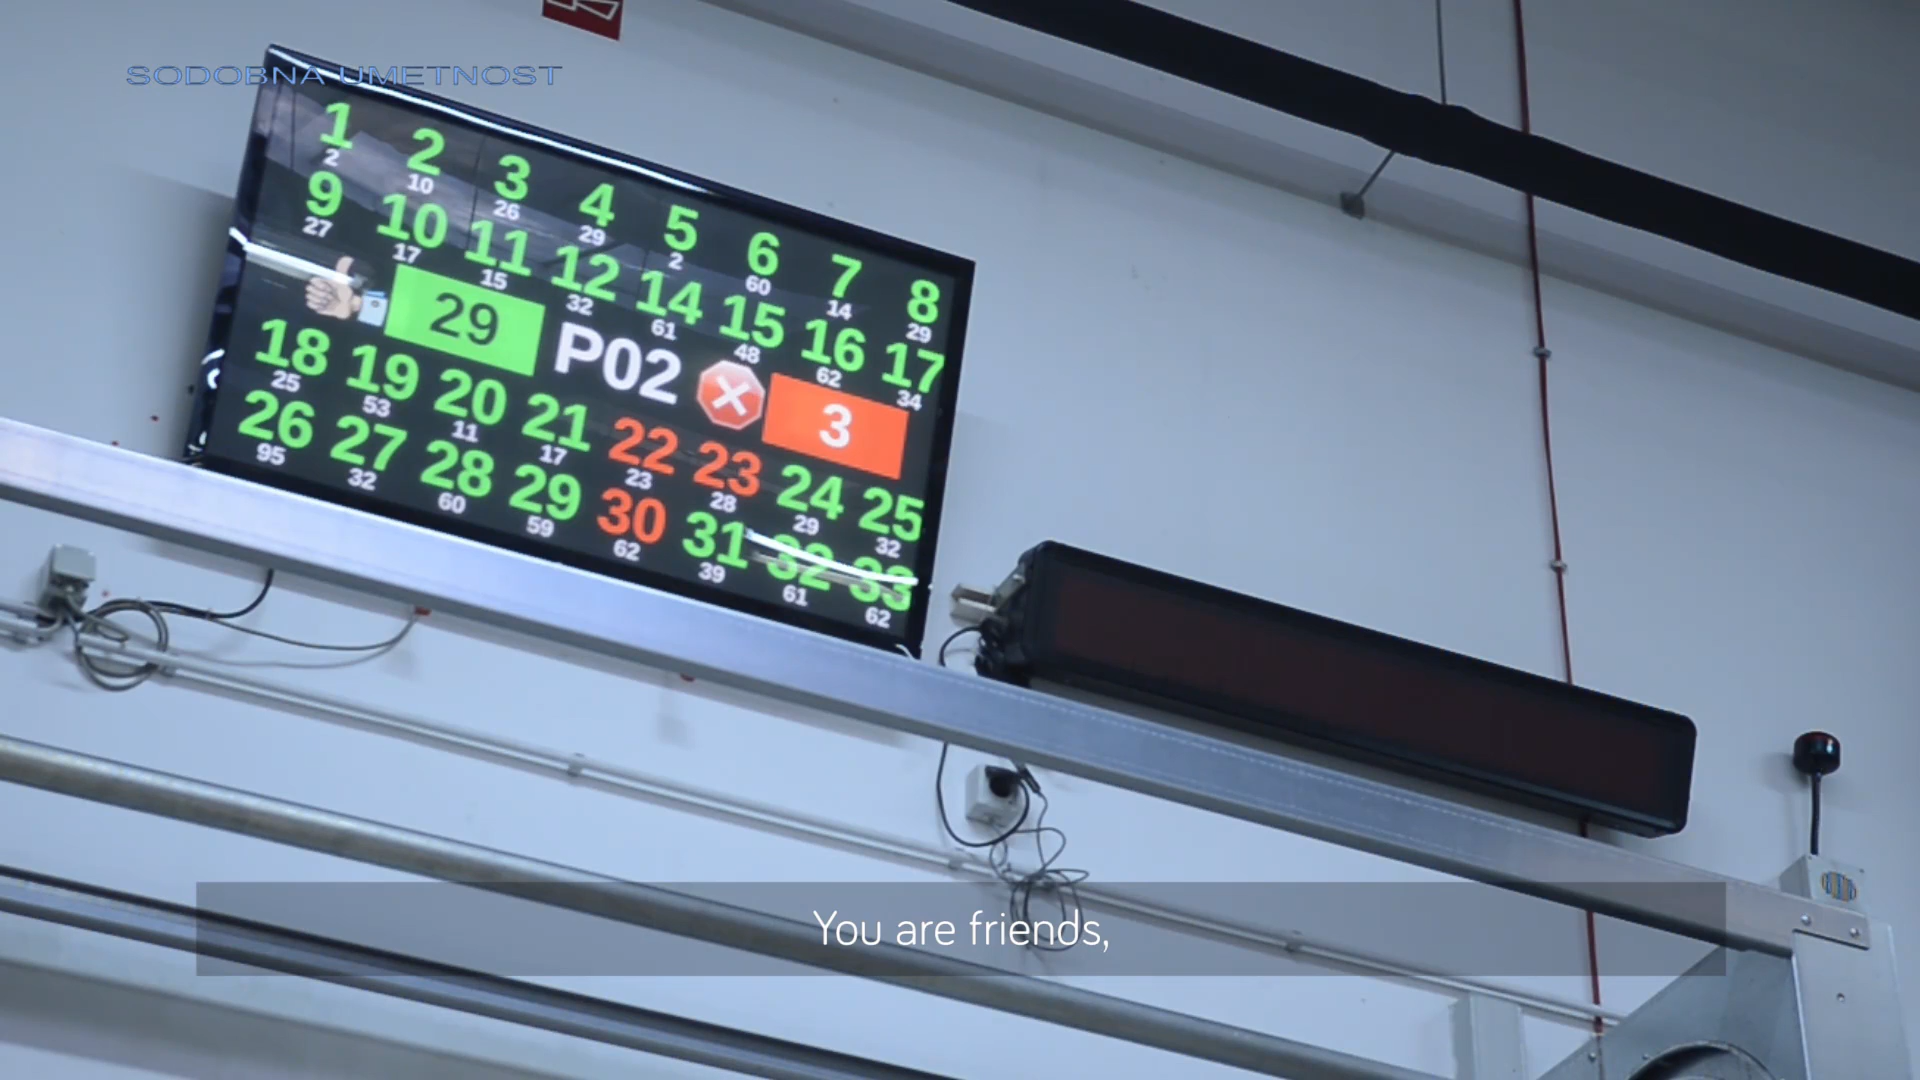 SODOBNA UMETNOST
1 2 3 4 5 6 7 8
2 10 26 29 2 60 14 29
9 10 11 12 14 15 16 17
27 17 15 32 61 48 62 34
29 P02 3
18 19 20 21 22 23 24 25
25 53 11 17 23 28 29 32
26 27 28 29 30 31 32 33
95 32 60 59 62 39 61 62
You are friends,